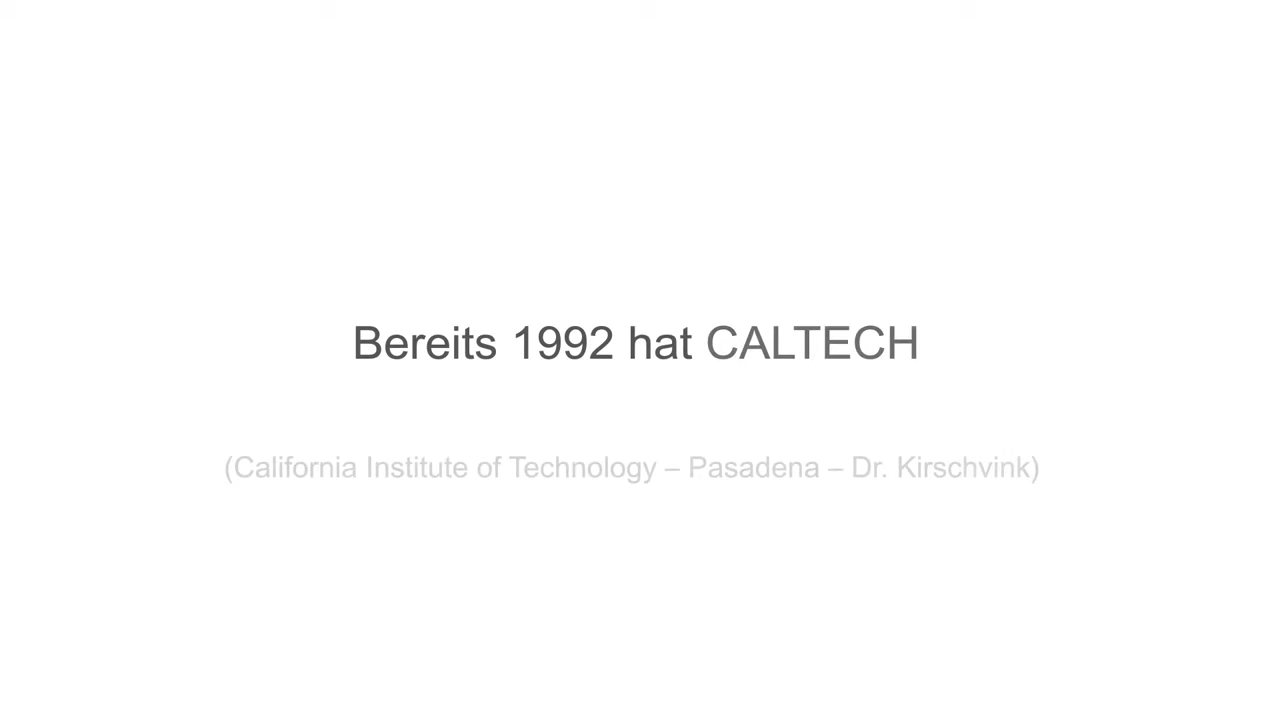 Bereits 1992 hat CALTECH
(California Institute of Technology – Pasadena – Dr. Kirschvink)